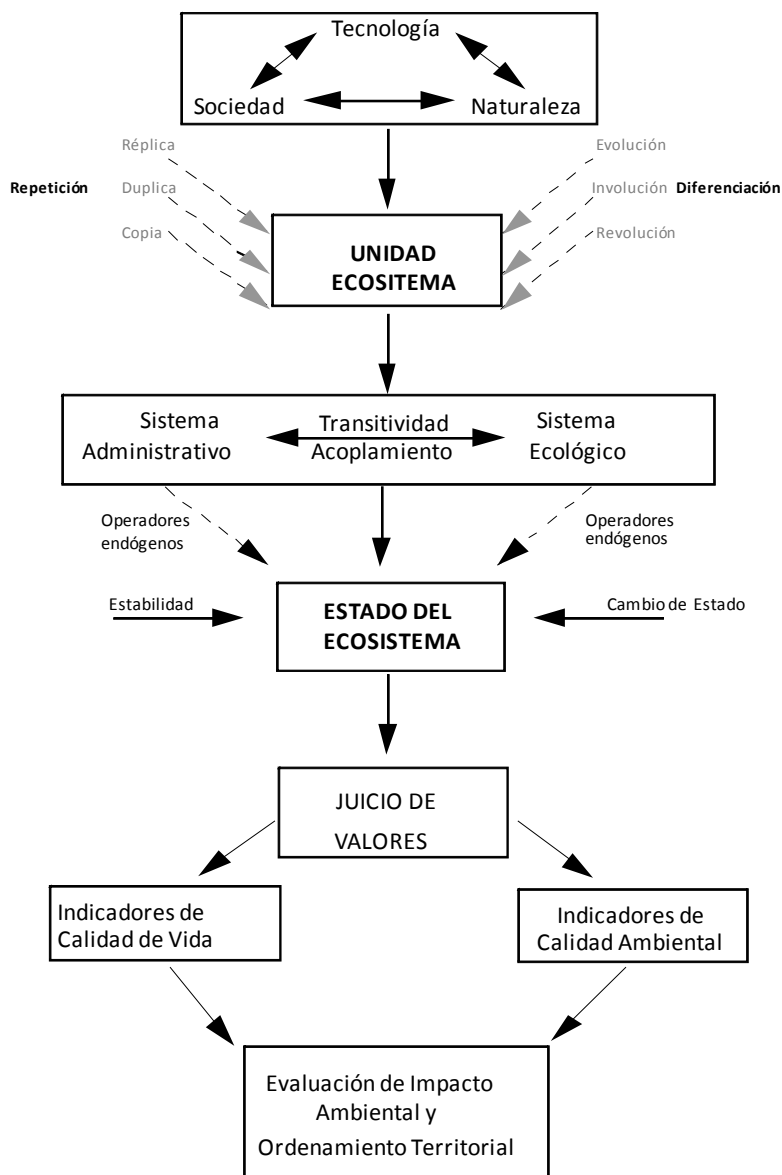 Tecnología
Sociedad
Naturaleza
Réplica
Evolución
Repetición
Duplica
Involución
Diferenciación
Copia
Revolución
UNIDAD
ECOSITEMA
Sistema
Administrativo
Transitividad
Acoplamiento
Sistema
Ecológico
Operadores
endógenos
Operadores
endógenos
Estabilidad
ESTADO DEL
ECOSISTEMA
Cambio de Estado
JUICIO DE
VALORES
Indicadores de
Calidad de Vida
Indicadores de
Calidad Ambiental
Evaluación de Impacto
Ambiental y
Ordenamiento Territorial